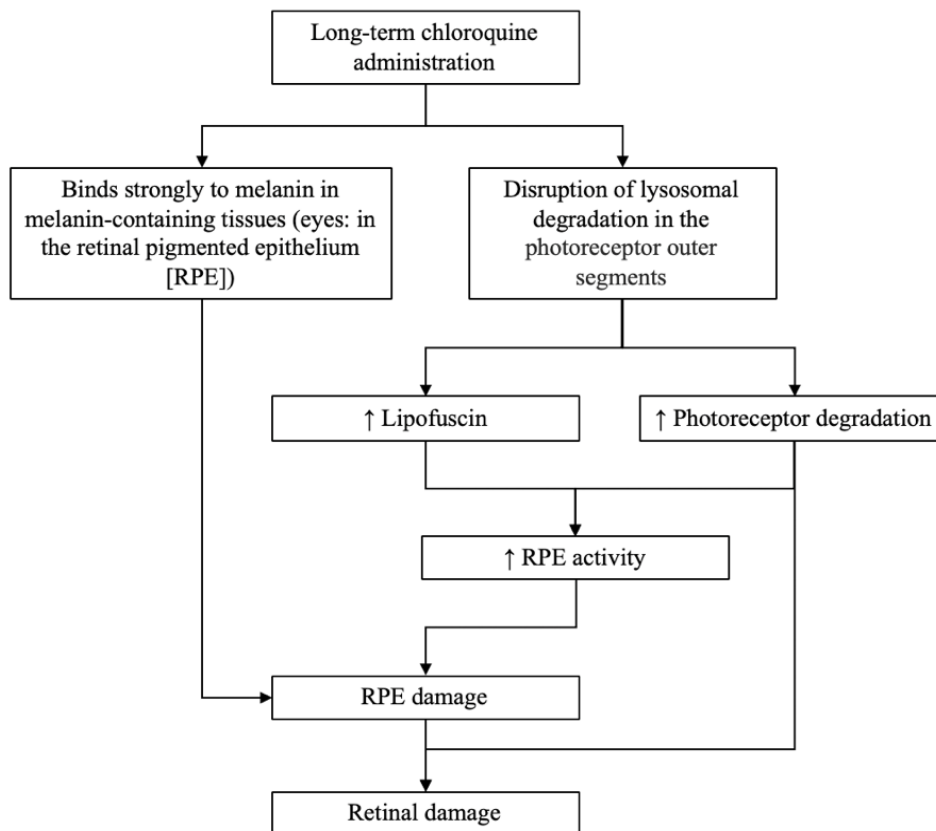 Long-term chloroquine
administration
Binds strongly to melanin in
melanin-containing tissues (eyes: in
the retinal pigmented epithelium
[RPE])
Disruption of lysosomal
degradation in the
photoreceptor outer
segments
↑ Lipofuscin
↑ Photoreceptor degradation
↑ RPE activity
RPE damage
Retinal damage